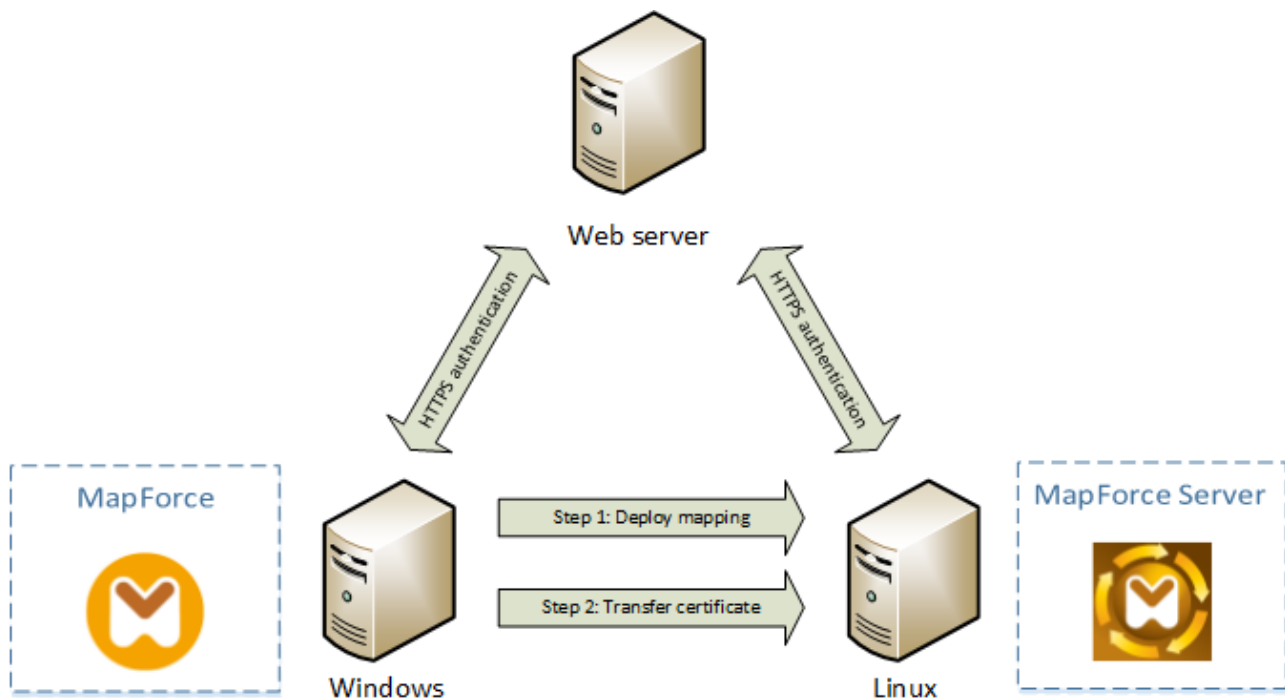 Web server
HTTPS authentication
HTTPS authentication
MapForce
MapForce Server
Step 1: Deploy mapping
Step 2: Transfer certificate
Windows
Linux